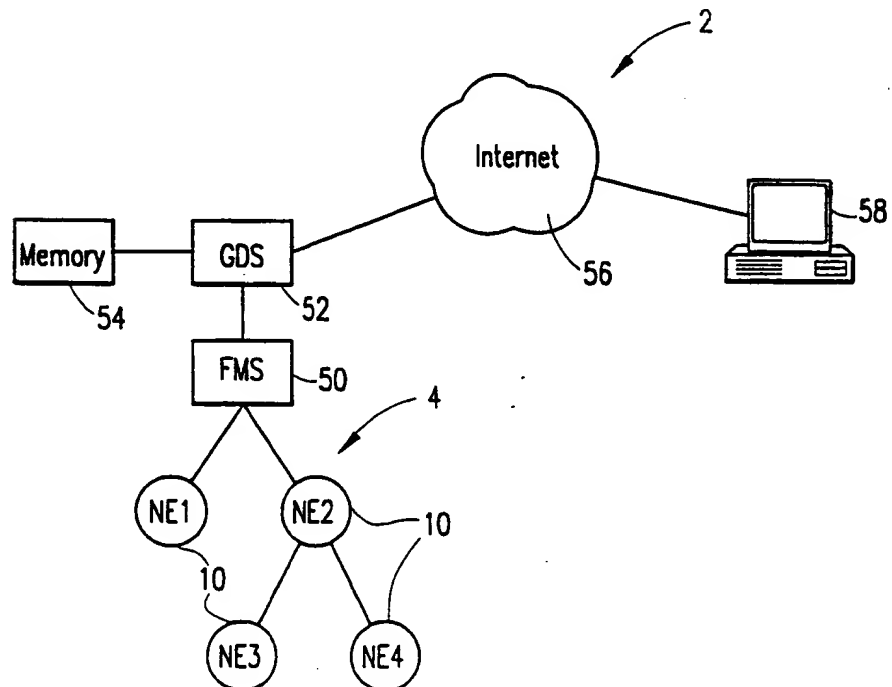 2
Internet
58
Memory
GDS
56
54
52
FMS
50
4
NE1
NE2
10
10
NE3
NE4